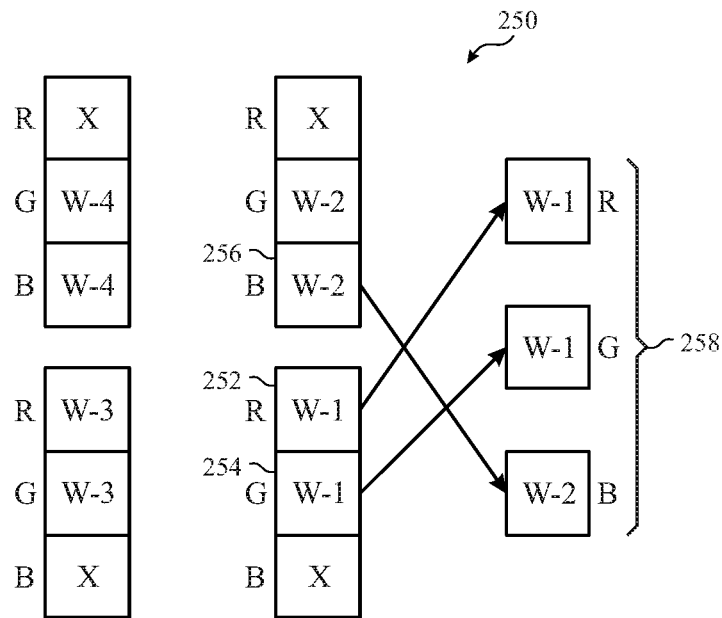 250
R X R X
G W-4 G W-2 W-1 R
256
B W-4 B W-2
W-1 G 258
252
R W-3 R W-1
254
G W-3 G W-1 W-2 B
B X B X